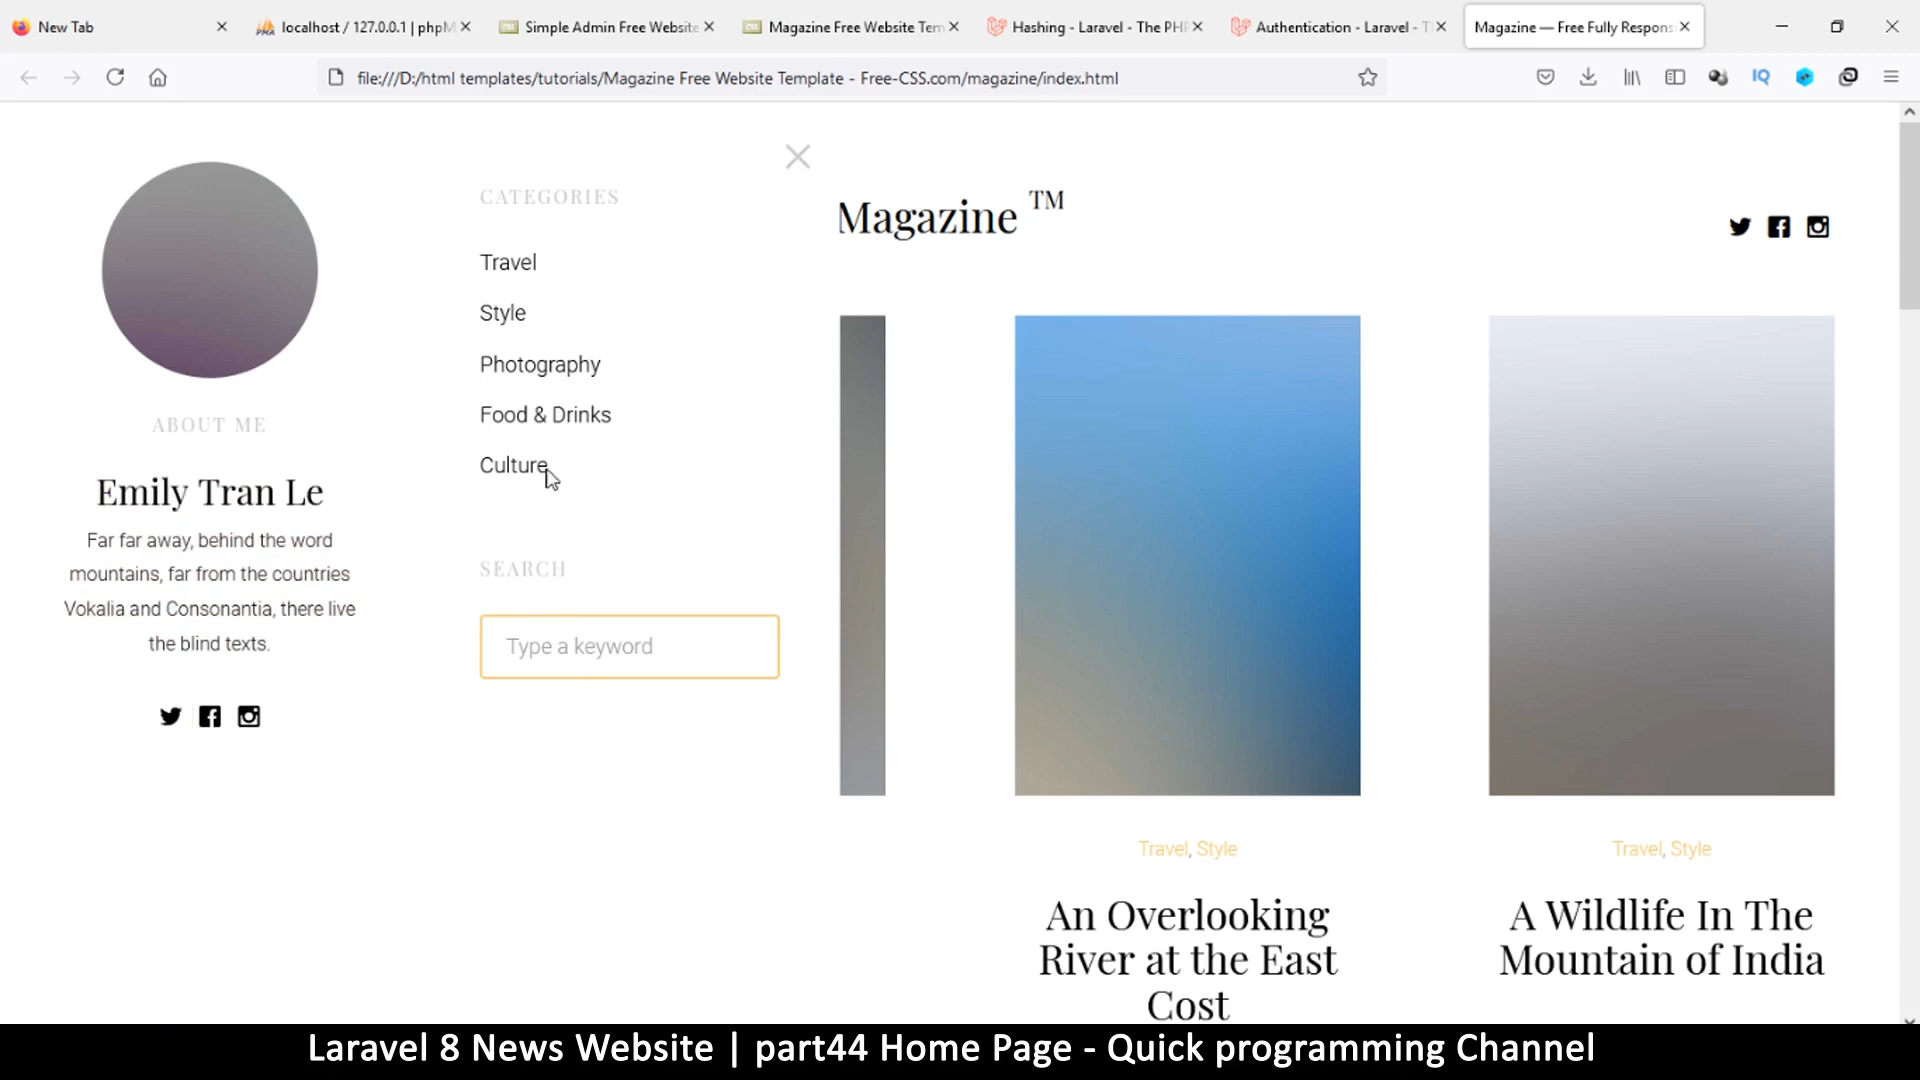 New Tab
localhost / 127.0.0.1 | phpM
Simple Admin Free Website
Magazine Free Website Tem
Hashing - Laravel - The PHP
Authentication - Laravel - T
Magazine — Free Fully Respons
file:///D:/html templates/tutorials/Magazine Free Website Template - Free-CSS.com/magazine/index.html
IQ
ABOUT ME
Emily Tran Le
Far far away, behind the word
mountains, far from the countries
Vokalia and Consonantia, there live
the blind texts.
CATEGORIES
Travel
Style
Photography
Food & Drinks
Culture
SEARCH
Type a keyword
Magazine TM
Travel, Style
An Overlooking
River at the East
Cost
Travel, Style
A Wildlife In The
Mountain of India
Laravel 8 News Website | part44 Home Page - Quick programming Channel